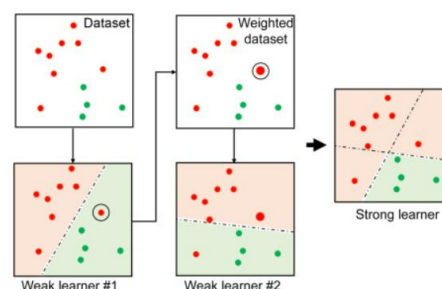 Dataset
Weighted
dataset
Weak learner #1
Weak learner #2
Strong learner